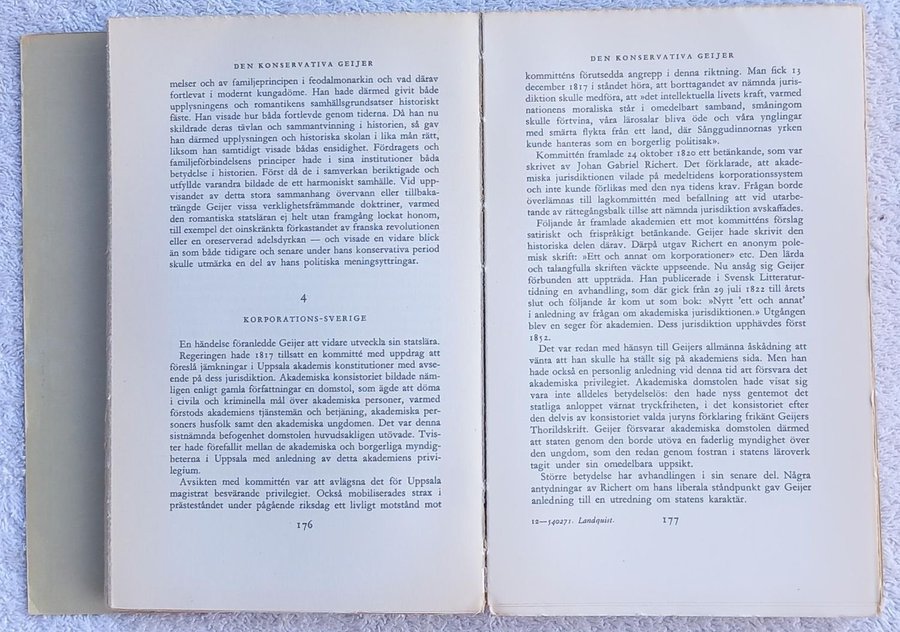 DEN KONSERVATIVA GEIJER
melser och av familjeprincipen i feodalmonarkin och vad därav
fortlevat i modernt kungadöme. Han hade därmed givit både
upplysningens och romantikens samhällsgrundsatser historiskt
fäste. Han visade hur båda fortlevde genom tiderna. Då han nu
skildrade deras tävlan och sammantvinning i historien, så gav
han därmed upplysningen och historiska skolan i lika mån rätt,
liksom han samtidigt visade bådas ensidighet. Fördragets och
familjeförbindelsens principer hade i sina institutioner båda
betydelse i historien. Först då de i samverkan beriktigade och
utfyllde varandra bildade de ett harmoniskt samhälle. Vid upp-
visandet av detta stora sammanhang övervann eller tillbaka-
trängde Geijer vissa verklighetsfrämmande doktriner, varmed
den romantiska statsläran ej helt utan framgång lockat honom,
till exempel det oinskränkta förkastandet av franska revolutionen
eller en oreserverad adelsdyrkan — och visade en vidare blick
än som både tidigare och senare under hans konservativa period
skulle utmärka en del av hans politiska meningsyttringar.
4
KORPORATIONS-SVERIGE
En händelse föranledde Geijer att vidare utveckla sin statslära.
Regeringen hade 1817 tillsatt en kommitté med uppdrag att
föreslå jämkningar i Uppsala akademis konstitutioner med avse-
ende på dess jurisdiktion. Akademiska konsistoriet bildade näm-
ligen enligt gamla författningar en domstol, som ägde att döma
i civila och kriminella mål över akademiska personer, varmed
förstods akademiens tjänstemän och betjäning, akademiska per-
soners husfolk samt den akademiska ungdomen. Det var denna
sistnämnda befogenhet domstolen huvudsakligen utövade. Tvis-
ter hade förefallit mellan de akademiska och borgerliga myndig-
heterna i Uppsala med anledning av detta akademiens privi-
legium.
Avsikten med kommittén var att avlägsna det för Uppsala
magistrat besvärande privilegiet. Också mobiliserades strax i
prästeståndet under pågående riksdag ett livligt motstånd mot
176
DEN KONSERVATIVA GEIJER
kommitténs förutsedda angrepp i denna riktning. Man fick 13
december 1817 i ståndet höra, att borttagandet av nämnda juris-
diktion skulle medföra, att »det intellektuella livets kraft, varmed
nationens moraliska står i omedelbart samband, småningom
skulle förtvina, våra lärosalar bliva öde och våra ynglingar
med smärta flykta från ett land, där Sånggudinnornas yrken
kunde hanteras som en borgerlig politisak».
Kommittén framlade 24 oktober 1820 ett betänkande, som var
skrivet av Johan Gabriel Richert. Det förklarade, att akade-
miska jurisdiktionen vilade på medeltidens korporationssystem
och inte kunde förlikas med den nya tidens krav. Frågan borde
överlämnas till lagkommittén med befallning att vid utarbe-
tande av rättegångsbalk tillse att nämnda jurisdiktion avskaffades.
Följande år framlade akademien ett mot kommitténs förslag
satiriskt och frispråkigt betänkande. Geijer hade skrivit den
historiska delen därav. Därpå utgav Richert en anonym pole-
misk skrift: »Ett och annat om korporationer» etc. Den lärda
och talangfulla skriften väckte uppseende. Nu ansåg sig Geijer
förbunden att uppträda. Han publicerade i Svensk Litteratur-
tidning en avhandling, som där gick från 29 juli 1822 till årets
slut och följande år kom ut som bok: »Nytt 'ett och annat'
i anledning av frågan om akademiska jurisdiktionen.» Utgången
blev en seger för akademien. Dess jurisdiktion upphävdes först
1852.
Det var redan med hänsyn till Geijers allmänna åskådning att
vänta att han skulle ha ställt sig på akademiens sida. Men han
hade också en personlig anledning vid denna tid att försvara det
akademiska privilegiet. Akademiska domstolen hade visat sig
vara inte alldeles betydelselös: den hade nyss gentemot det
statliga anloppet värnat tryckfriheten, i det konsistoriet efter
den delvis av konsistoriet valda juryns förklaring frikänt Geijers
Thorildskrift. Geijer försvarar akademiska domstolen därmed
att staten genom den borde utöva en faderlig myndighet över
den ungdom, som den redan genom fostran i statens läroverk
tagit under sin omedelbara uppsikt.
Större betydelse har avhandlingen i sin senare del. Några
antydningar av Richert om hans liberala ståndpunkt gav Geijer
anledning till en utredning om statens karaktär.
12—540271. Landquist.
177